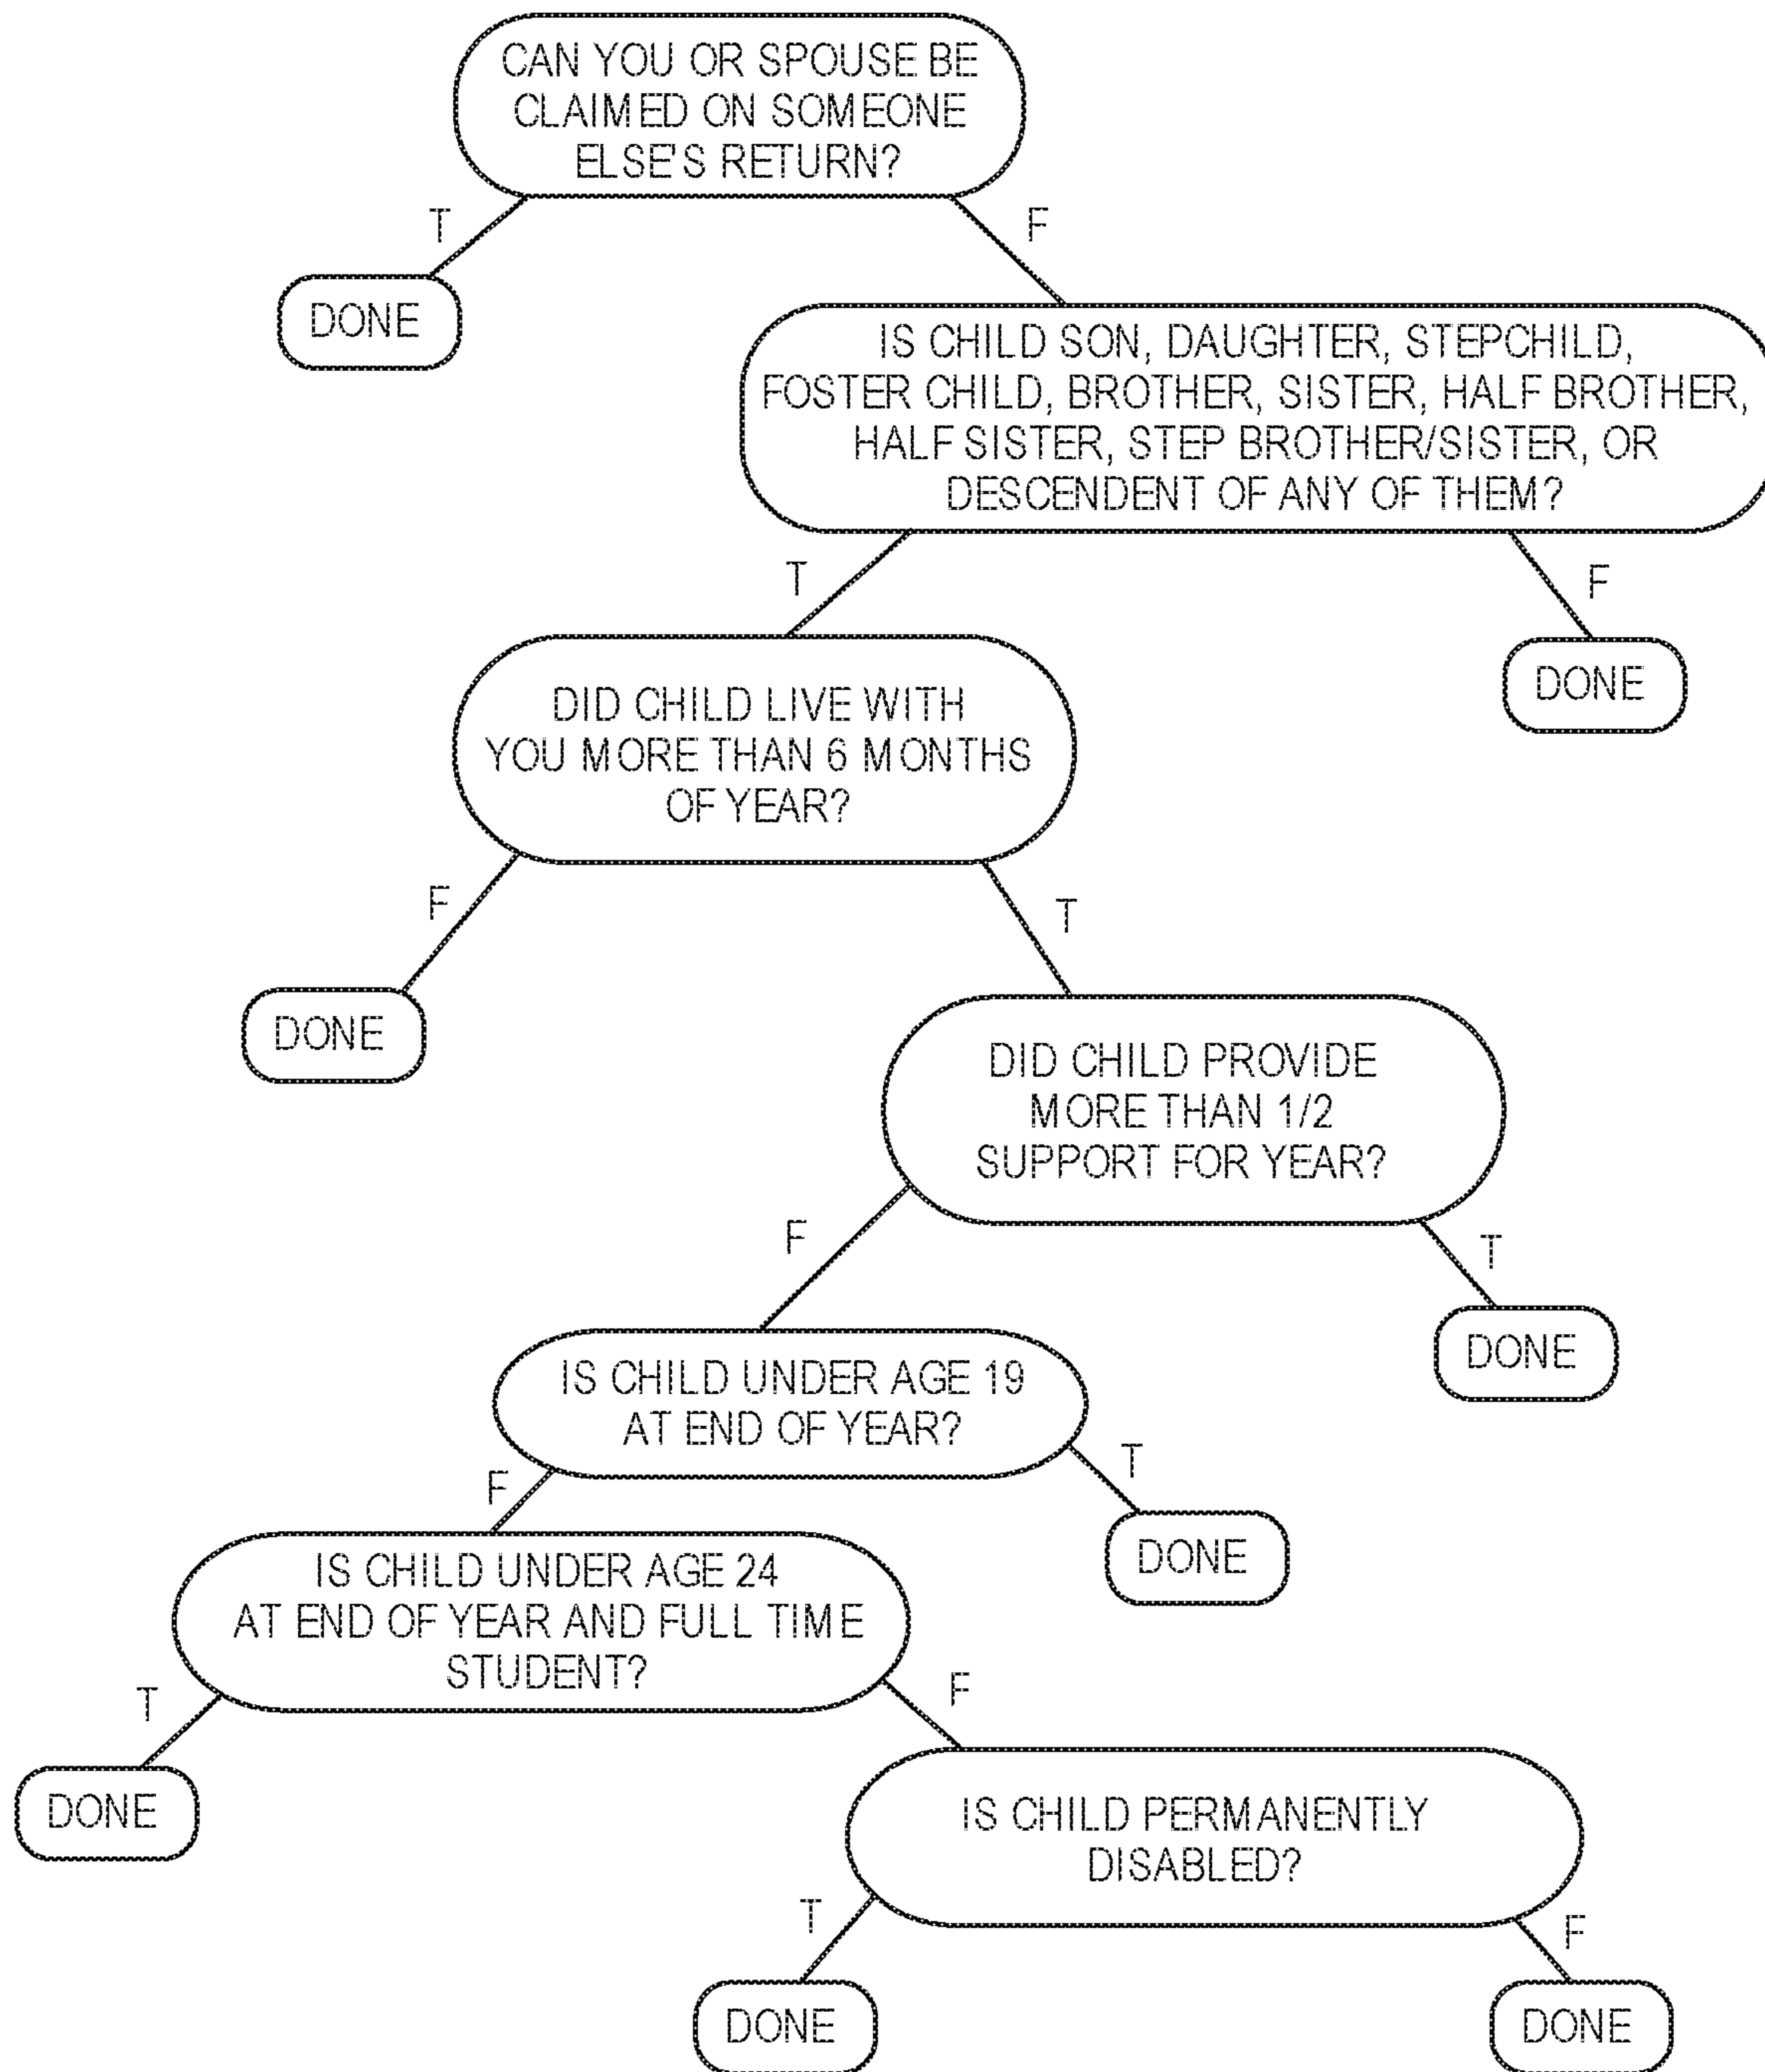 CAN YOU OR SPOUSE BE
CLAIMED ON SOMEONE
ELSE'S RETURN?
T
F
DONE
IS CHILD SON, DAUGHTER, STEPCHILD,
FOSTER CHILD, BROTHER, SISTER, HALF BROTHER,
HALF SISTER, STEP BROTHER/SISTER, OR
DESCENDENT OF ANY OF THEM?
T
F
DID CHILD LIVE WITH
YOU MORE THAN 6 MONTHS
OF YEAR?
DONE
F
T
DONE
DID CHILD PROVIDE
MORE THAN 1/2
SUPPORT FOR YEAR?
F
T
IS CHILD UNDER AGE 19
AT END OF YEAR?
DONE
F
T
DONE
IS CHILD UNDER AGE 24
AT END OF YEAR AND FULL TIME
STUDENT?
T
F
DONE
IS CHILD PERMANENTLY
DISABLED?
T
F
DONE
DONE